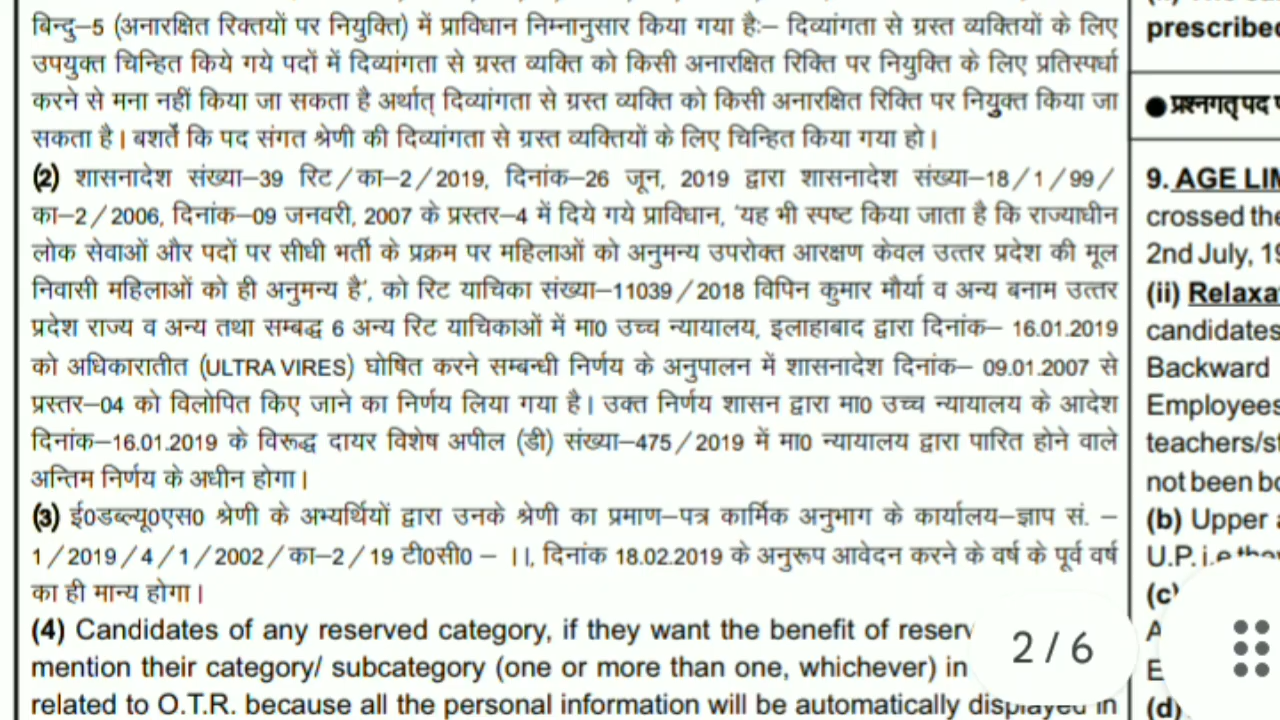 बिन्दु–5 (अनारक्षित रिक्तियों पर नियुक्ति) में प्राविधान निम्नानुसार किया गया हैः– दिव्यांगता से ग्रस्त व्यक्तियों के लिए
उपयुक्त चिन्हित किये गये पदों में दिव्यांगता से ग्रस्त व्यक्ति को किसी अनारक्षित रिक्ति पर नियुक्ति के लिए प्रतिस्पर्धा
करने से मना नहीं किया जा सकता है अर्थात् दिव्यांगता से ग्रस्त व्यक्ति को किसी अनारक्षित रिक्ति पर नियुक्त किया जा
सकता है। बशर्तें कि पद संगत श्रेणी की दिव्यांगता से ग्रस्त व्यक्तियों के लिए चिन्हित किया गया हो।
(2) शासनादेश संख्या–39 रिट/का–2/2019, दिनांक–26 जून, 2019 द्वारा शासनादेश संख्या–18/1/99/
का–2/2006, दिनांक–09 जनवरी, 2007 के प्रस्तर–4 में दिये गये प्राविधान, 'यह भी स्पष्ट किया जाता है कि राज्याधीन
लोक सेवाओं और पदों पर सीधी भर्ती के प्रक्रम पर महिलाओं को अनुमन्य उपरोक्त आरक्षण केवल उत्तर प्रदेश की मूल
निवासी महिलाओं को ही अनुमन्य है', को रिट याचिका संख्या–11039/2018 विपिन कुमार मौर्या व अन्य बनाम उत्तर
प्रदेश राज्य व अन्य तथा सम्बद्ध 6 अन्य रिट याचिकाओं में मा0 उच्च न्यायालय, इलाहाबाद द्वारा दिनांक– 16.01.2019
को अधिकारातीत (ULTRA VIRES) घोषित करने सम्बन्धी निर्णय के अनुपालन में शासनादेश दिनांक– 09.01.2007 से
प्रस्तर–04 को विलोपित किए जाने का निर्णय लिया गया है। उक्त निर्णय शासन द्वारा मा0 उच्च न्यायालय के आदेश
दिनांक–16.01.2019 के विरूद्ध दायर विशेष अपील (डी) संख्या–475/2019 में मा0 न्यायालय द्वारा पारित होने वाले
अन्तिम निर्णय के अधीन होगा।
(3) ई0डब्ल्यू0एस0 श्रेणी के अभ्यर्थियों द्वारा उनके श्रेणी का प्रमाण–पत्र कार्मिक अनुभाग के कार्यालय–ज्ञाप सं. –
1/2019/4/1/2002/का–2/19 टी0सी0 – ।।, दिनांक 18.02.2019 के अनुरूप आवेदन करने के वर्ष के पूर्व वर्ष
का ही मान्य होगा।
(4) Candidates of any reserved category, if they want the benefit of
mention their category/ subcategory (one or more than one, whichever) in
related to O.T.R. because all the personal information will be automatically displayed in
prescribed
● प्रश्नगत् पद
9. AGE
crossed the
2nd July,
(ii)
candidates
Backward
Employees
not been
(b) Upper
U.P. i.e.
(c)
(d)
2 / 6